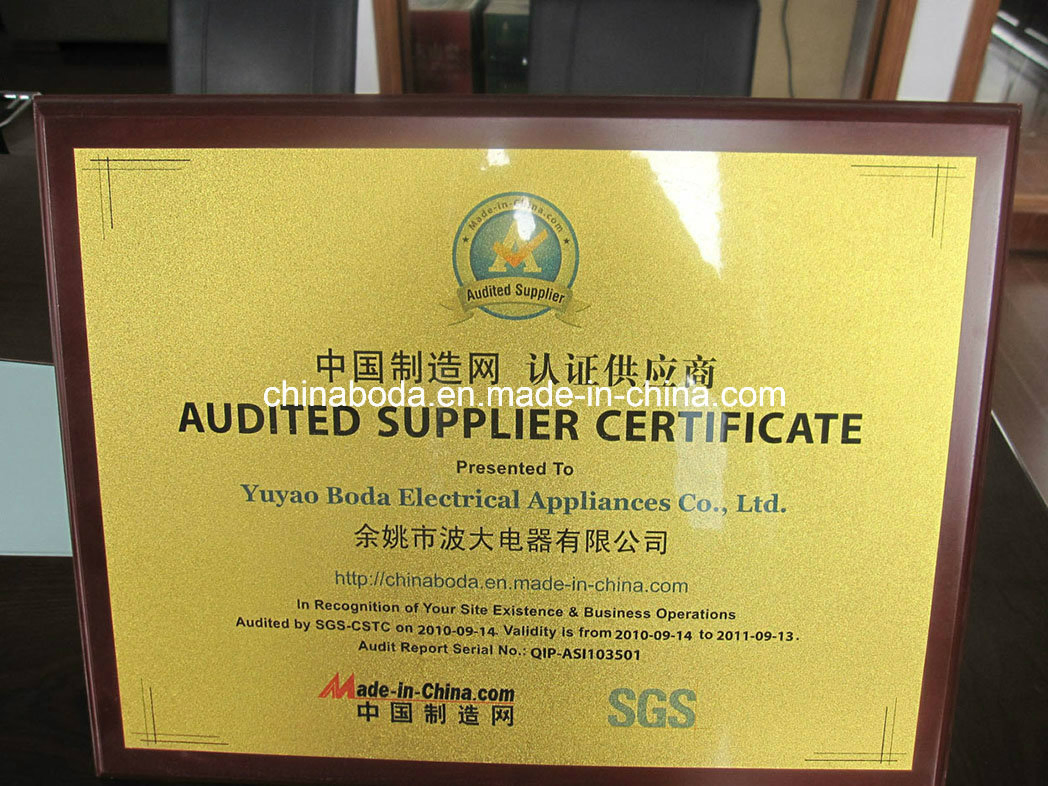 Made-in-China.com
A
Audited Supplier
中国制造网 认证供应商
chinaboda.en.made-in-china.com
AUDITED SUPPLIER CERTIFICATE
Presented To
Yuyao Boda Electrical Appliances Co., Ltd.
余姚市波大电器有限公司
http://chinaboda.en.made-in-china.com
In Recognition of Your Site Existence & Business Operations
Audited by SGS-CSTC on 2010-09-14. Validity is from 2010-09-14 to 2011-09-13.
Audit Report Serial No.: QIP-ASI103501
Made-in-China.com
中国制造网
SGS